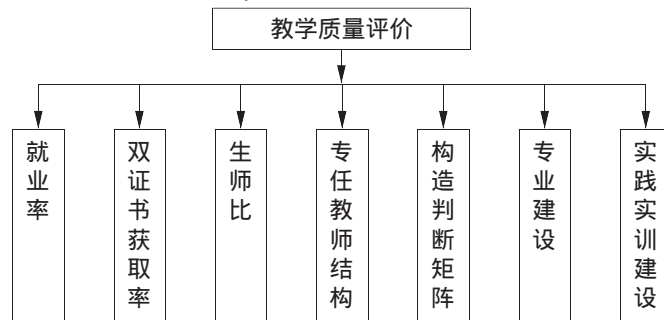 教学质量评价
就业率
双证书获取率
生师比
专任教师结构
构造判断矩阵
专业建设
实践实训建设